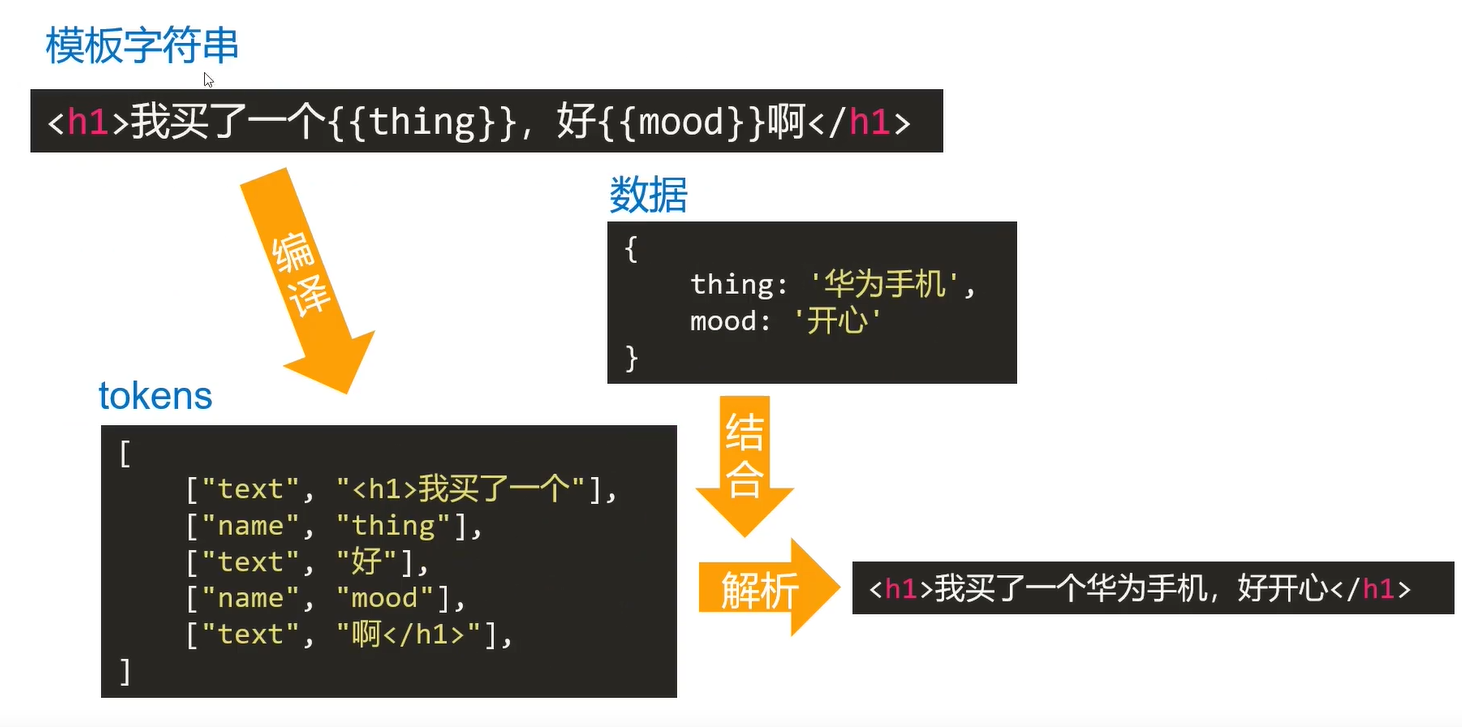 模板字符串
<h1>我买了一个{{thing}}，好{{mood}}啊</h1>
编译
数据
{
thing: '华为手机',
mood: '开心'
}
tokens
[
["text", "<h1>我买了一个"],
["name", "thing"],
["text", "好"],
["name", "mood"],
["text", "啊</h1>"],
]
结合
解析
<h1>我买了一个华为手机，好开心</h1>